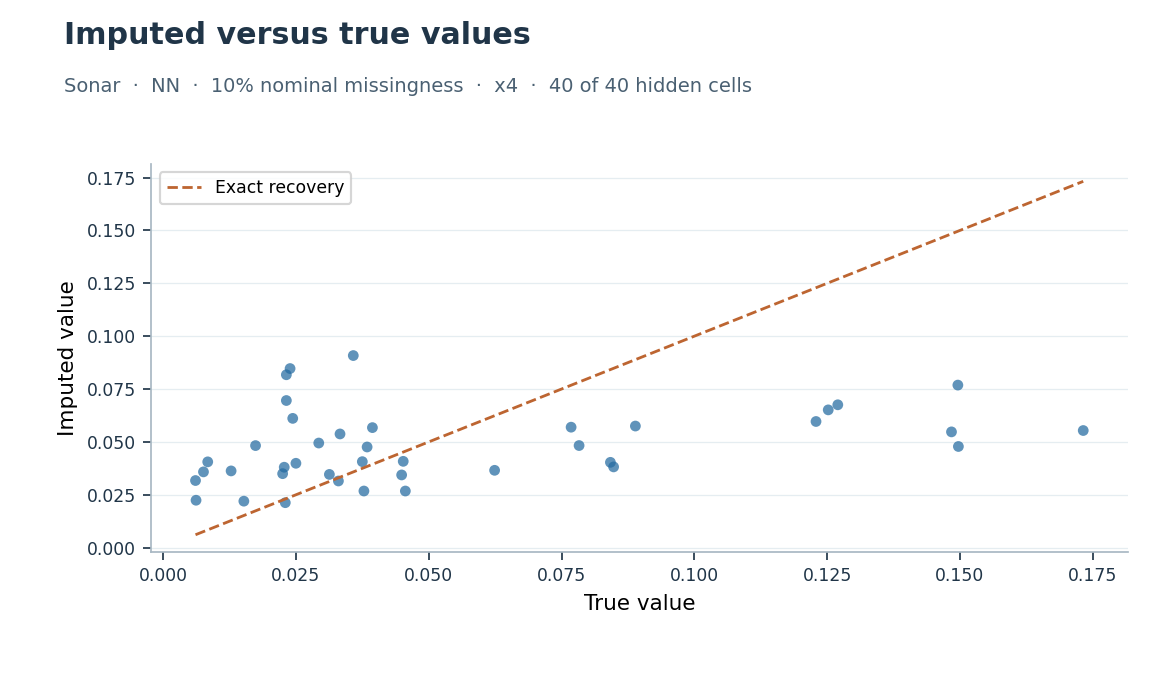 Imputed versus true values
Sonar · NN · 10% nominal missingness · x4 · 40 of 40 hidden cells
Exact recovery
0.175
0.150
0.125
0.100
0.075
0.050
0.025
0.000
Imputed value
0.000 0.025 0.050 0.075 0.100 0.125 0.150 0.175
True value